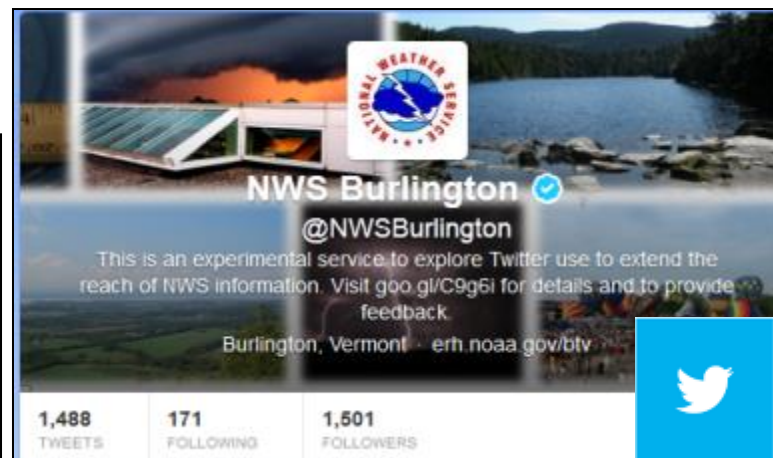 NATIONAL WEATHER SERVICE
NWS Burlington
@NWSBurlington
This is an experimental service to explore Twitter use to extend the
reach of NWS information. Visit goo.gl/C9g6i for details and to provide
feedback.
Burlington, Vermont · erh.noaa.gov/btv
1,488 171 1,501
TWEETS FOLLOWING FOLLOWERS